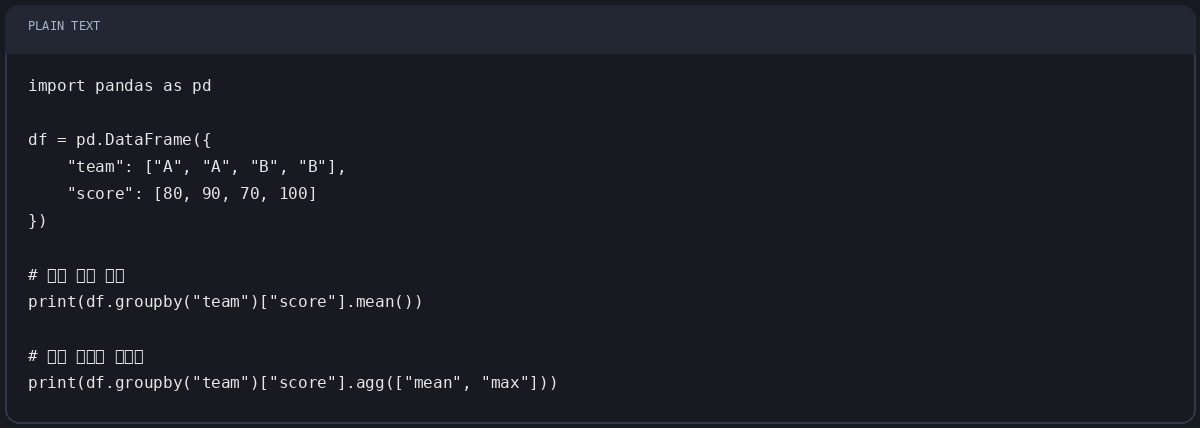 PLAIN TEXT
import pandas as pd
df = pd.DataFrame({
    "team": ["A", "A", "B", "B"],
    "score": [80, 90, 70, 100]
})
#
print(df.groupby("team")["score"].mean())
#
print(df.groupby("team")["score"].agg(["mean", "max"]))